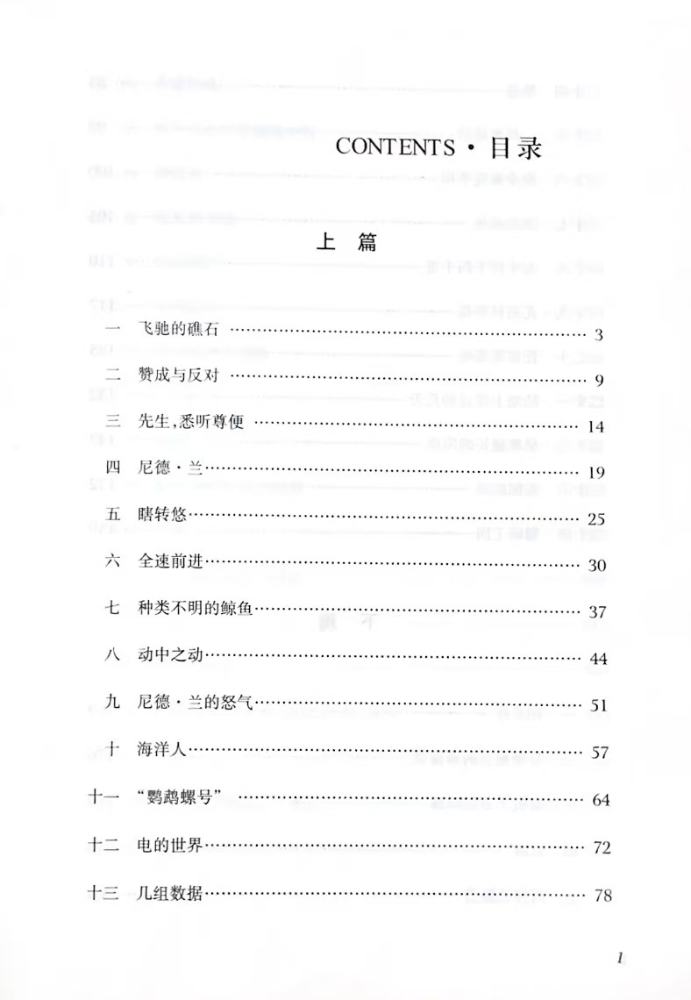 CONTENTS·目录
上 篇
一 飞驰的礁石 …… 3
二 赞成与反对 …… 9
三 先生,悉听尊便 …… 14
四 尼德·兰 …… 19
五 瞎转悠 …… 25
六 全速前进 …… 30
七 种类不明的鲸鱼 …… 37
八 动中之动 …… 44
九 尼德·兰的怒气 …… 51
十 海洋人 …… 57
十一 “鹦鹉螺号” …… 64
十二 电的世界 …… 72
十三 几组数据 …… 78
1